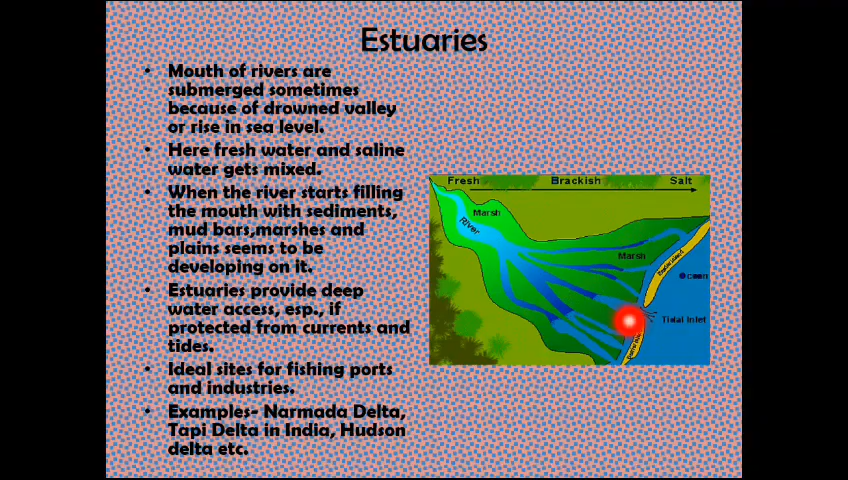 Estuaries
• Mouth of rivers are
submerged sometimes
because of drowned valley
or rise in sea level.
• Here fresh water and saline
water gets mixed.
• When the river starts filling
the mouth with sediments,
mud bars,marshes and
plains seems to be
developing on it.
• Estuaries provide deep
water access, esp., if
protected from currents and
tides.
• Ideal sites for fishing ports
and industries.
• Examples- Narmada Delta,
Tapi Delta in India, Hudson
delta etc.
Fresh Brackish Salt
Marsh
River
Marsh
Ocean
Tidal Inlet